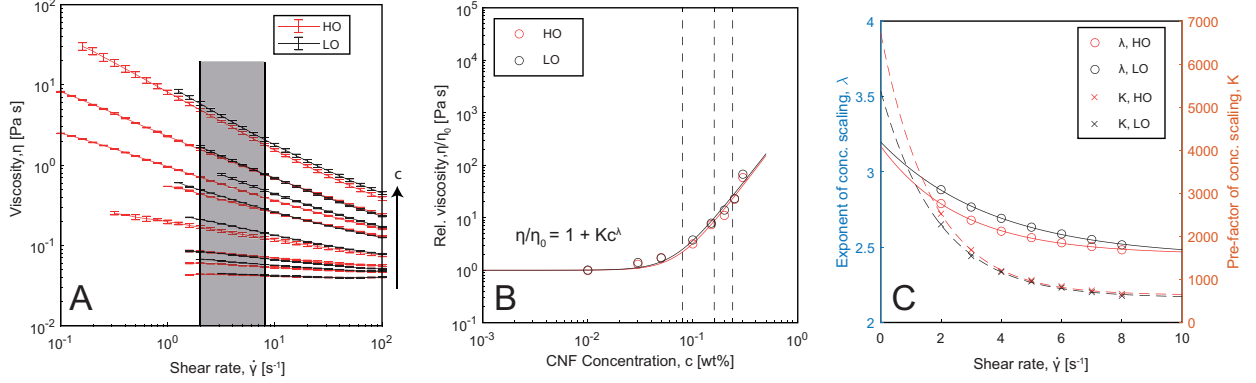 10²
10¹
10⁰
10⁻¹
10⁻²
10⁻¹
10⁰
10¹
10²
Viscosity, η [Pa s]
Shear rate, γ̇ [s⁻¹]
HO
LO
c
A
10⁵
10⁴
10³
10²
10¹
10⁰
10⁻¹
10⁻³
10⁻²
10⁻¹
10⁰
Rel. viscosity, η/η₀ [Pa s]
CNF Concentration, c [wt%]
HO
LO
η/η₀ = 1 + Kc^λ
B
4
3.5
3
2.5
2
0
2
4
6
8
10
7000
6000
5000
4000
3000
2000
1000
0
Exponent of conc. scaling, λ
Shear rate, γ̇ [s⁻¹]
Pre-factor of conc. scaling, K
λ, HO
λ, LO
K, HO
K, LO
C